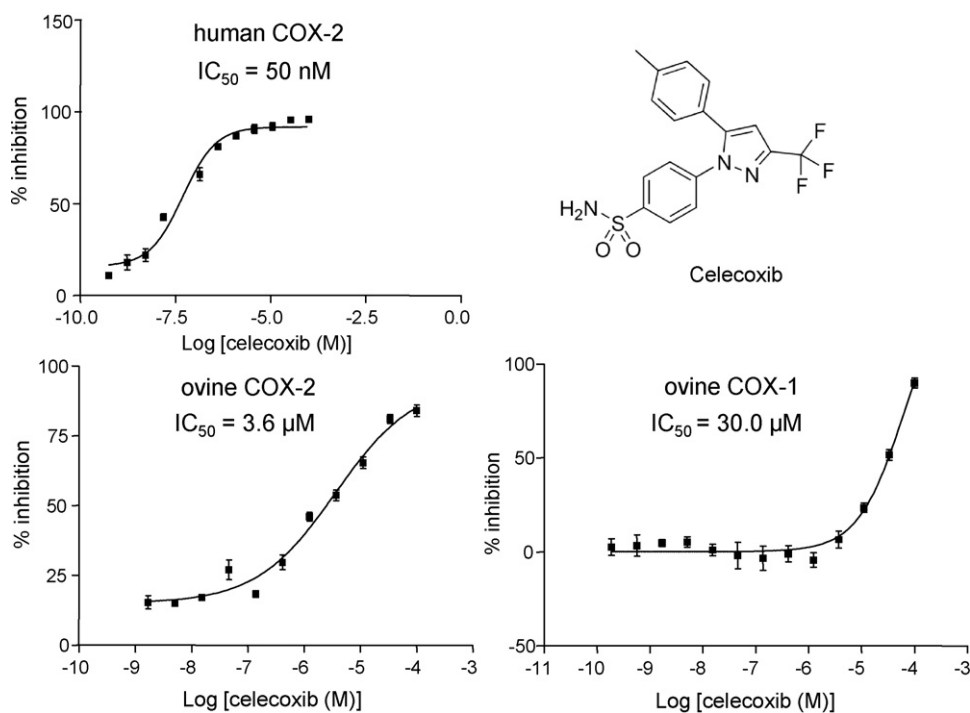 human COX-2
IC50 = 50 nM
150
100
50
0
% inhibition
-10.0 -7.5 -5.0 -2.5 0.0
Log [celecoxib (M)]
F
F
F
N
N
H2N
S
O O
Celecoxib
ovine COX-2
IC50 = 3.6 µM
100
75
50
25
0
% inhibition
-10 -9 -8 -7 -6 -5 -4 -3
Log [celecoxib (M)]
ovine COX-1
IC50 = 30.0 µM
100
50
0
-50
% inhibition
-11 -10 -9 -8 -7 -6 -5 -4 -3
Log [celecoxib (M)]